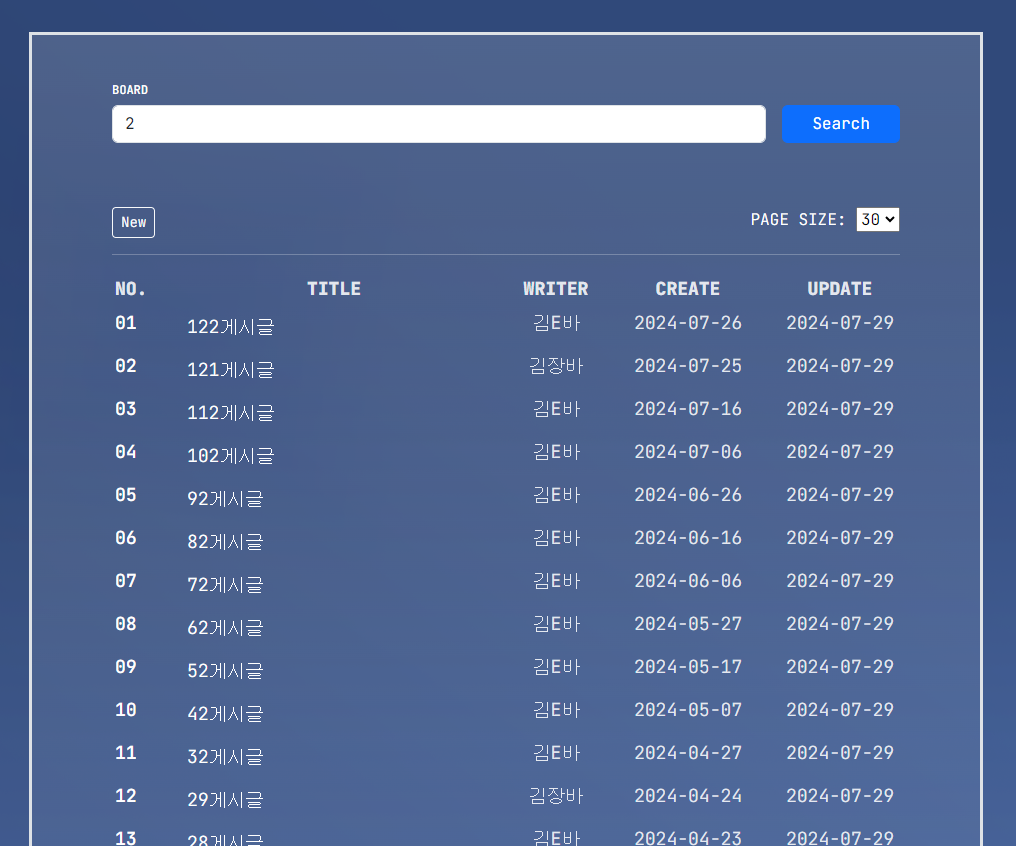 BOARD
2 Search
New PAGE SIZE: 30
NO. TITLE WRITER CREATE UPDATE
01 122게시글 김E바 2024-07-26 2024-07-29
02 121게시글 김장바 2024-07-25 2024-07-29
03 112게시글 김E바 2024-07-16 2024-07-29
04 102게시글 김E바 2024-07-06 2024-07-29
05 92게시글 김E바 2024-06-26 2024-07-29
06 82게시글 김E바 2024-06-16 2024-07-29
07 72게시글 김E바 2024-06-06 2024-07-29
08 62게시글 김E바 2024-05-27 2024-07-29
09 52게시글 김E바 2024-05-17 2024-07-29
10 42게시글 김E바 2024-05-07 2024-07-29
11 32게시글 김E바 2024-04-27 2024-07-29
12 29게시글 김장바 2024-04-24 2024-07-29
13 28게시글 김E바 2024-04-23 2024-07-29